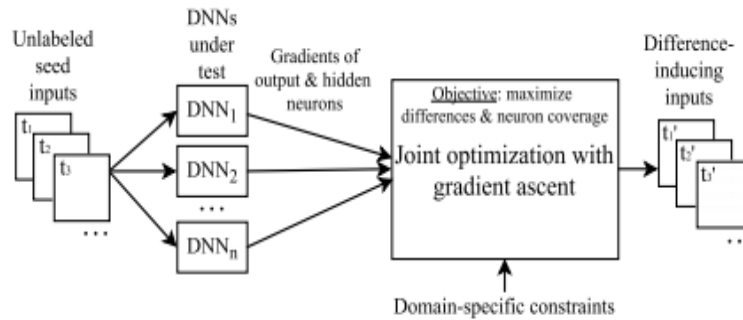 Unlabeled
seed
inputs
t₁
t₂
t₃
...
DNNs
under
test
DNN₁
DNN₂
...
DNNₙ
Gradients of
output & hidden
neurons
Objective: maximize
differences & neuron coverage
Joint optimization with
gradient ascent
Domain-specific constraints
Difference-
inducing
inputs
t₁'
t₂'
t₃'
...